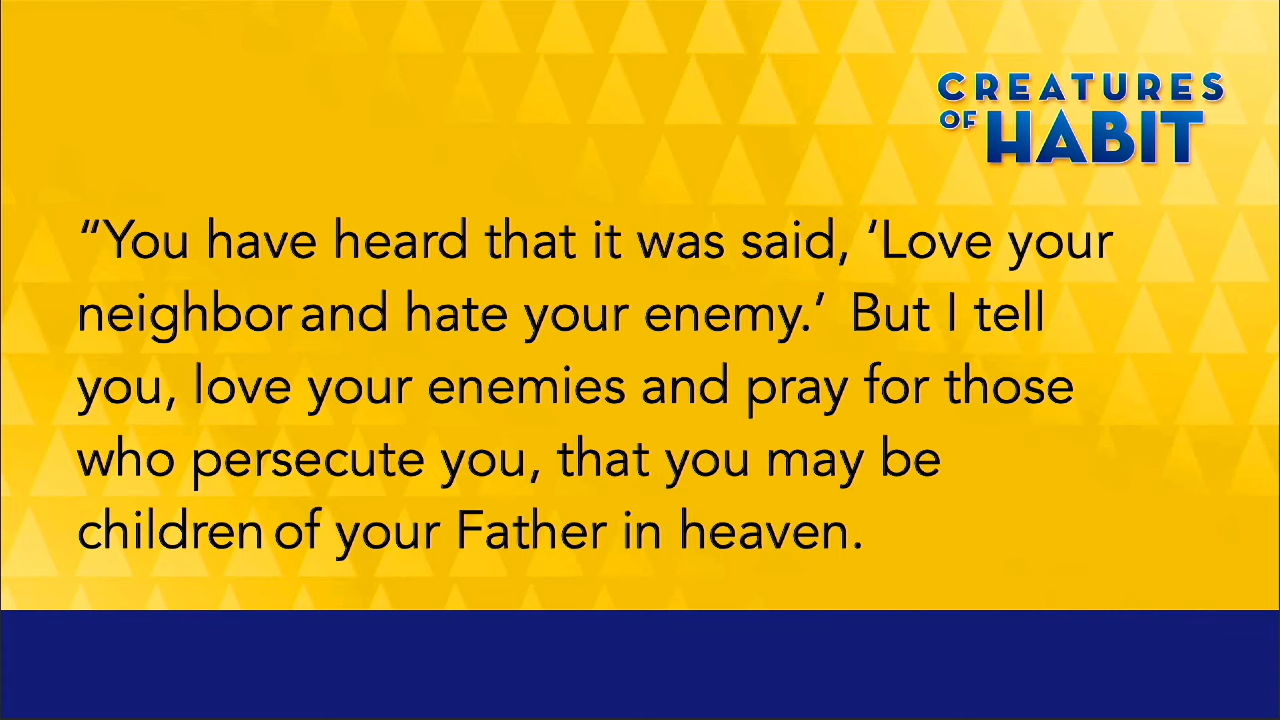 CREATURES
OF HABIT
“You have heard that it was said, ‘Love your
neighbor and hate your enemy.’ But I tell
you, love your enemies and pray for those
who persecute you, that you may be
children of your Father in heaven.